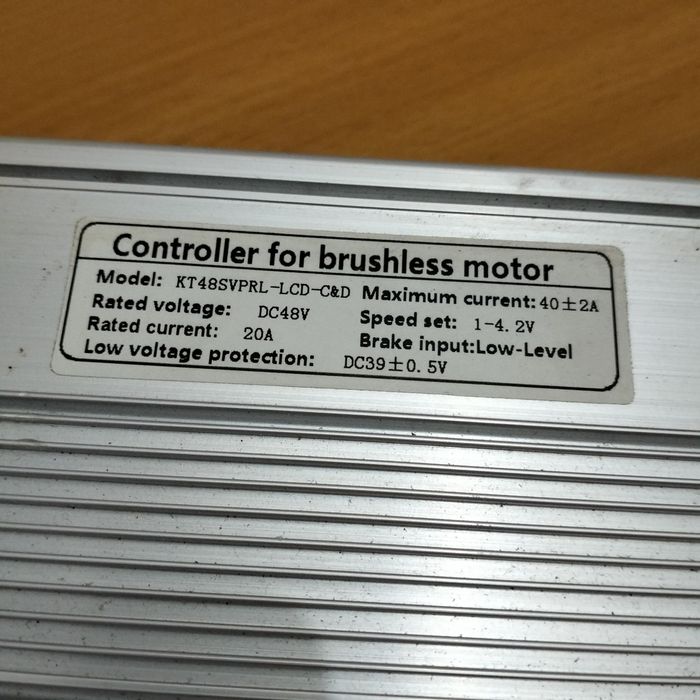 Controller for brushless motor
Model: KT48SVPRL-LCD-C&D Maximum current:40±2A
Rated voltage: DC48V Speed set: 1-4.2V
Rated current: 20A Brake input:Low-Level
Low voltage protection: DC39±0.5V